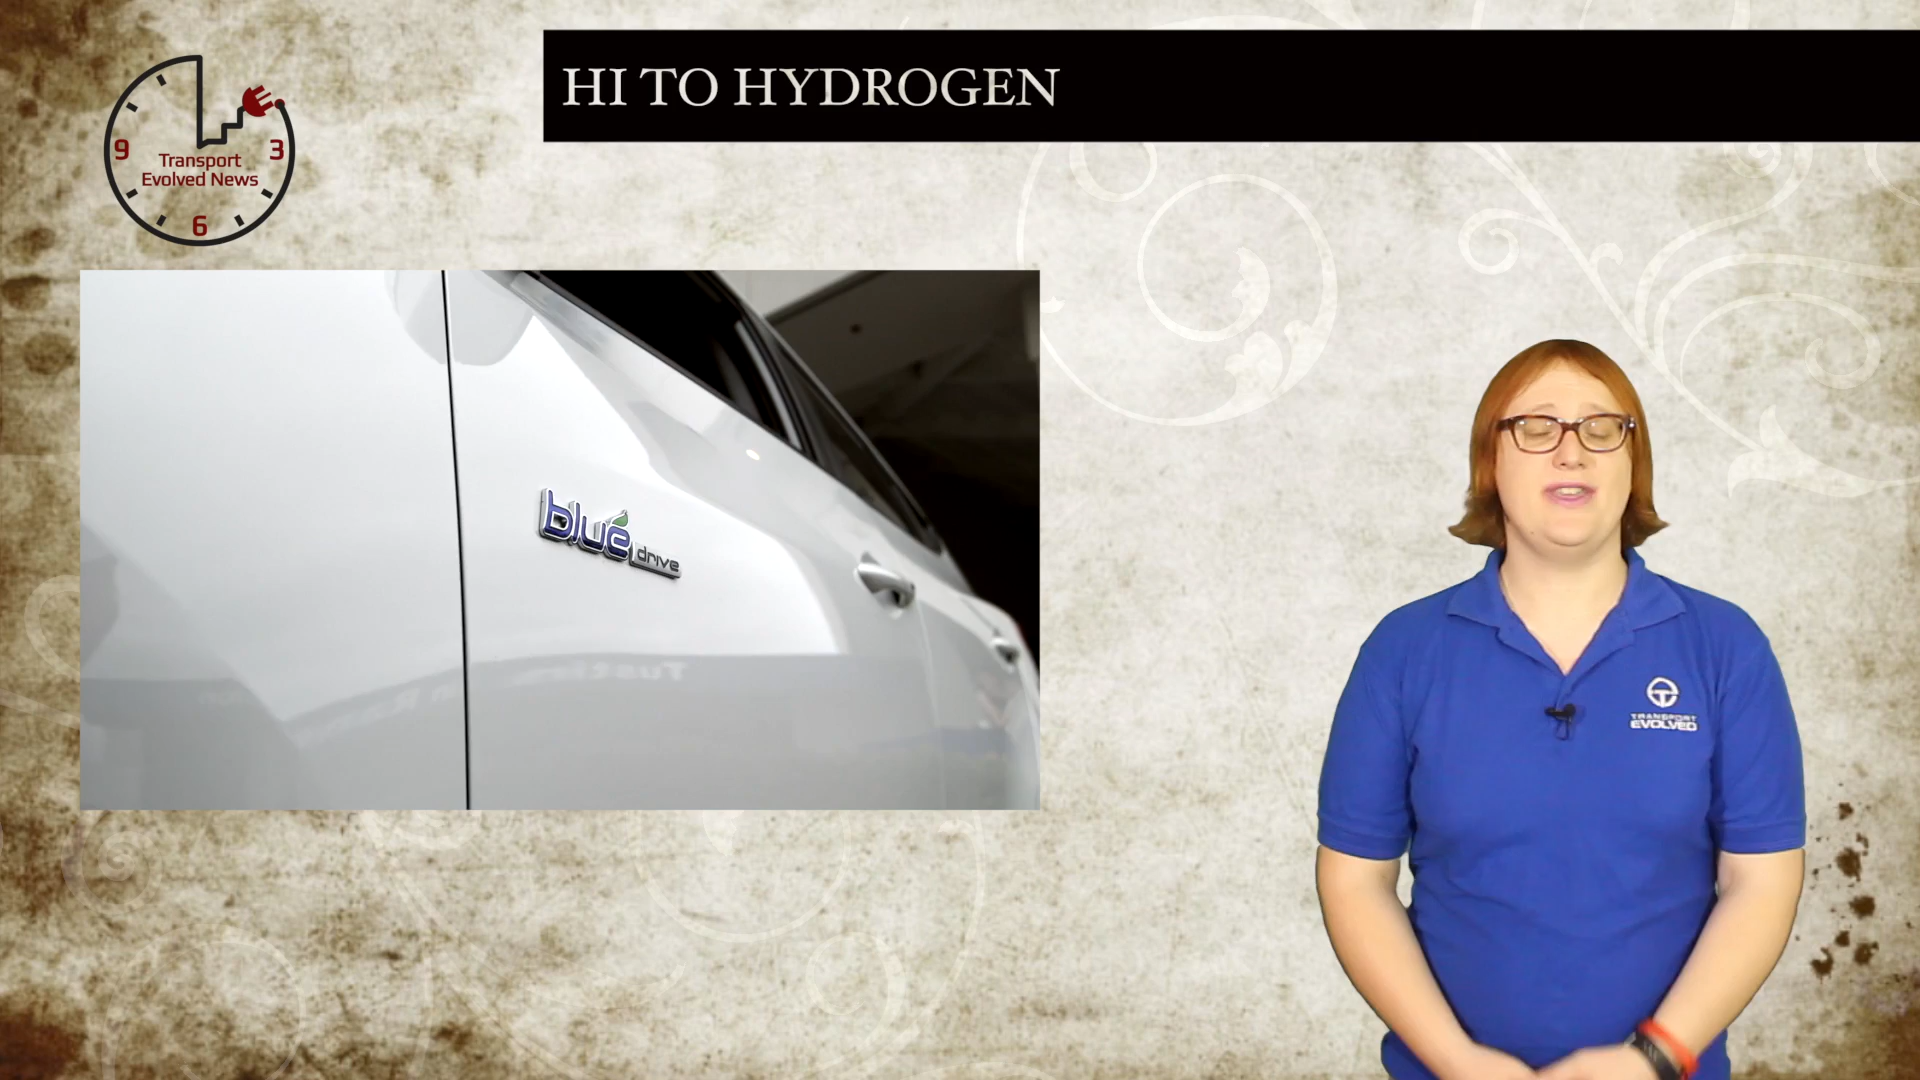 HI TO HYDROGEN
9
3
Transport
Evolved News
6
blue drive
TRANSPORT
EVOLVED